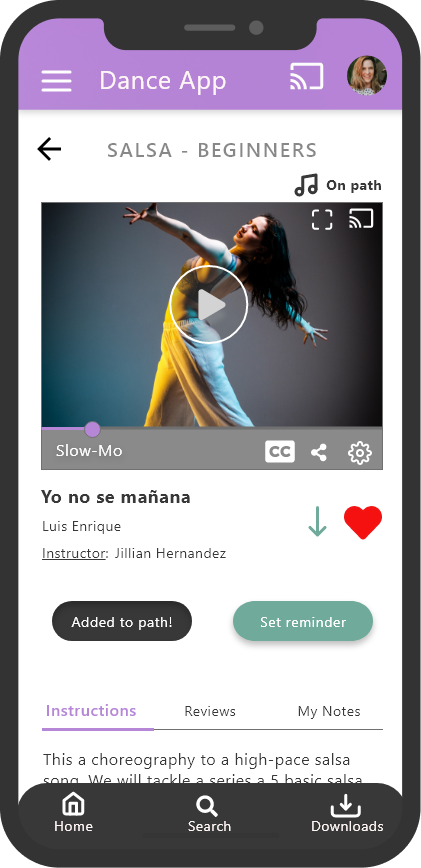 Dance App
SALSA - BEGINNERS
On path
Slow-Mo
CC
Yo no se mañana
Luis Enrique
Instructor: Jillian Hernandez
Added to path!
Set reminder
Instructions
Reviews
My Notes
This a choreography to a high-pace salsa
song. We will tackle a series a 5 basic salsa
Home
Search
Downloads